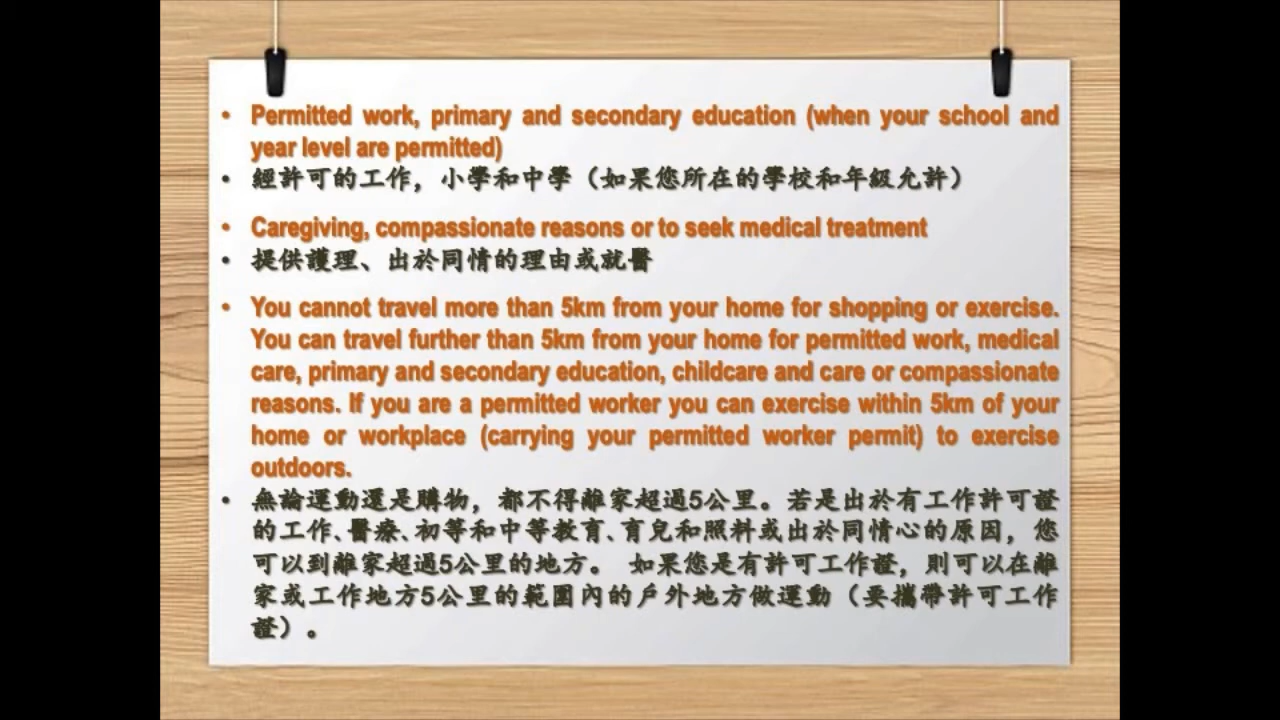 • Permitted work, primary and secondary education (when your school and
year level are permitted)
• 經許可的工作，小學和中學（如果您所在的學校和年級允許）
• Caregiving, compassionate reasons or to seek medical treatment
• 提供護理、出於同情的理由或就醫
• You cannot travel more than 5km from your home for shopping or exercise.
You can travel further than 5km from your home for permitted work, medical
care, primary and secondary education, childcare and care or compassionate
reasons. If you are a permitted worker you can exercise within 5km of your
home or workplace (carrying your permitted worker permit) to exercise
outdoors.
• 無論運動還是購物，都不得離家超過5公里。若是出於有工作許可證
的工作、醫療、初等和中等教育、育兒和照料或出於同情心的原因，您
可以到離家超過5公里的地方。 如果您是有許可工作證，則可以在離
家或工作地方5公里的範圍內的戶外地方做運動（要攜帶許可工作
證）。